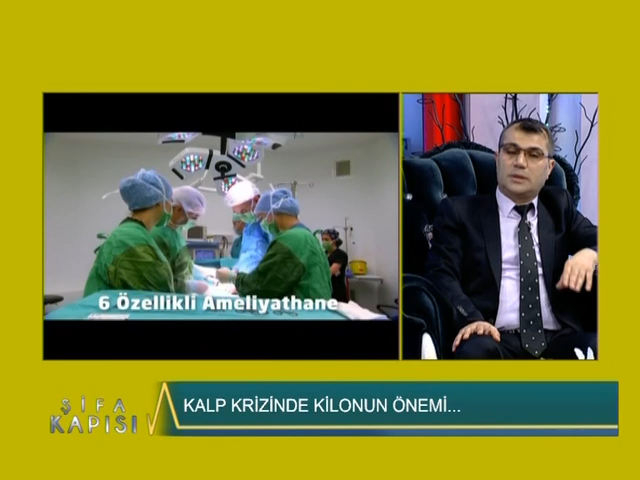 6 Özellikli Ameliyathane
ŞİFA
KAPISI
KALP KRİZİNDE KİLONUN ÖNEMİ...